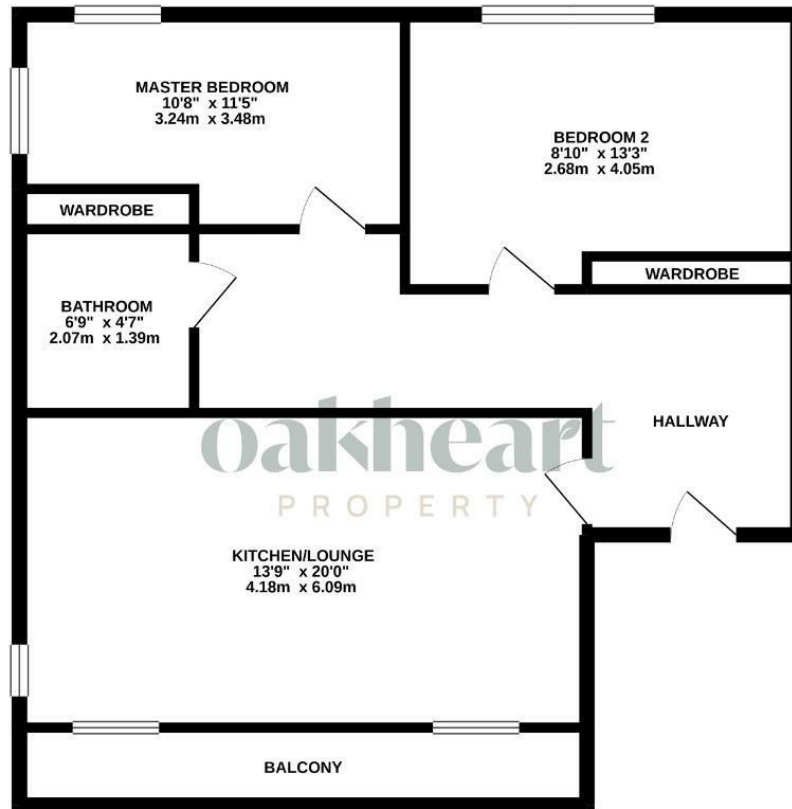 MASTER BEDROOM
10'8" x 11'5"
3.24m x 3.48m
BEDROOM 2
8'10" x 13'3"
2.68m x 4.05m
WARDROBE
WARDROBE
BATHROOM
6'9" x 4'7"
2.07m x 1.39m
HALLWAY
oakheart
PROPERTY
KITCHEN/LOUNGE
13'9" x 20'0"
4.18m x 6.09m
BALCONY